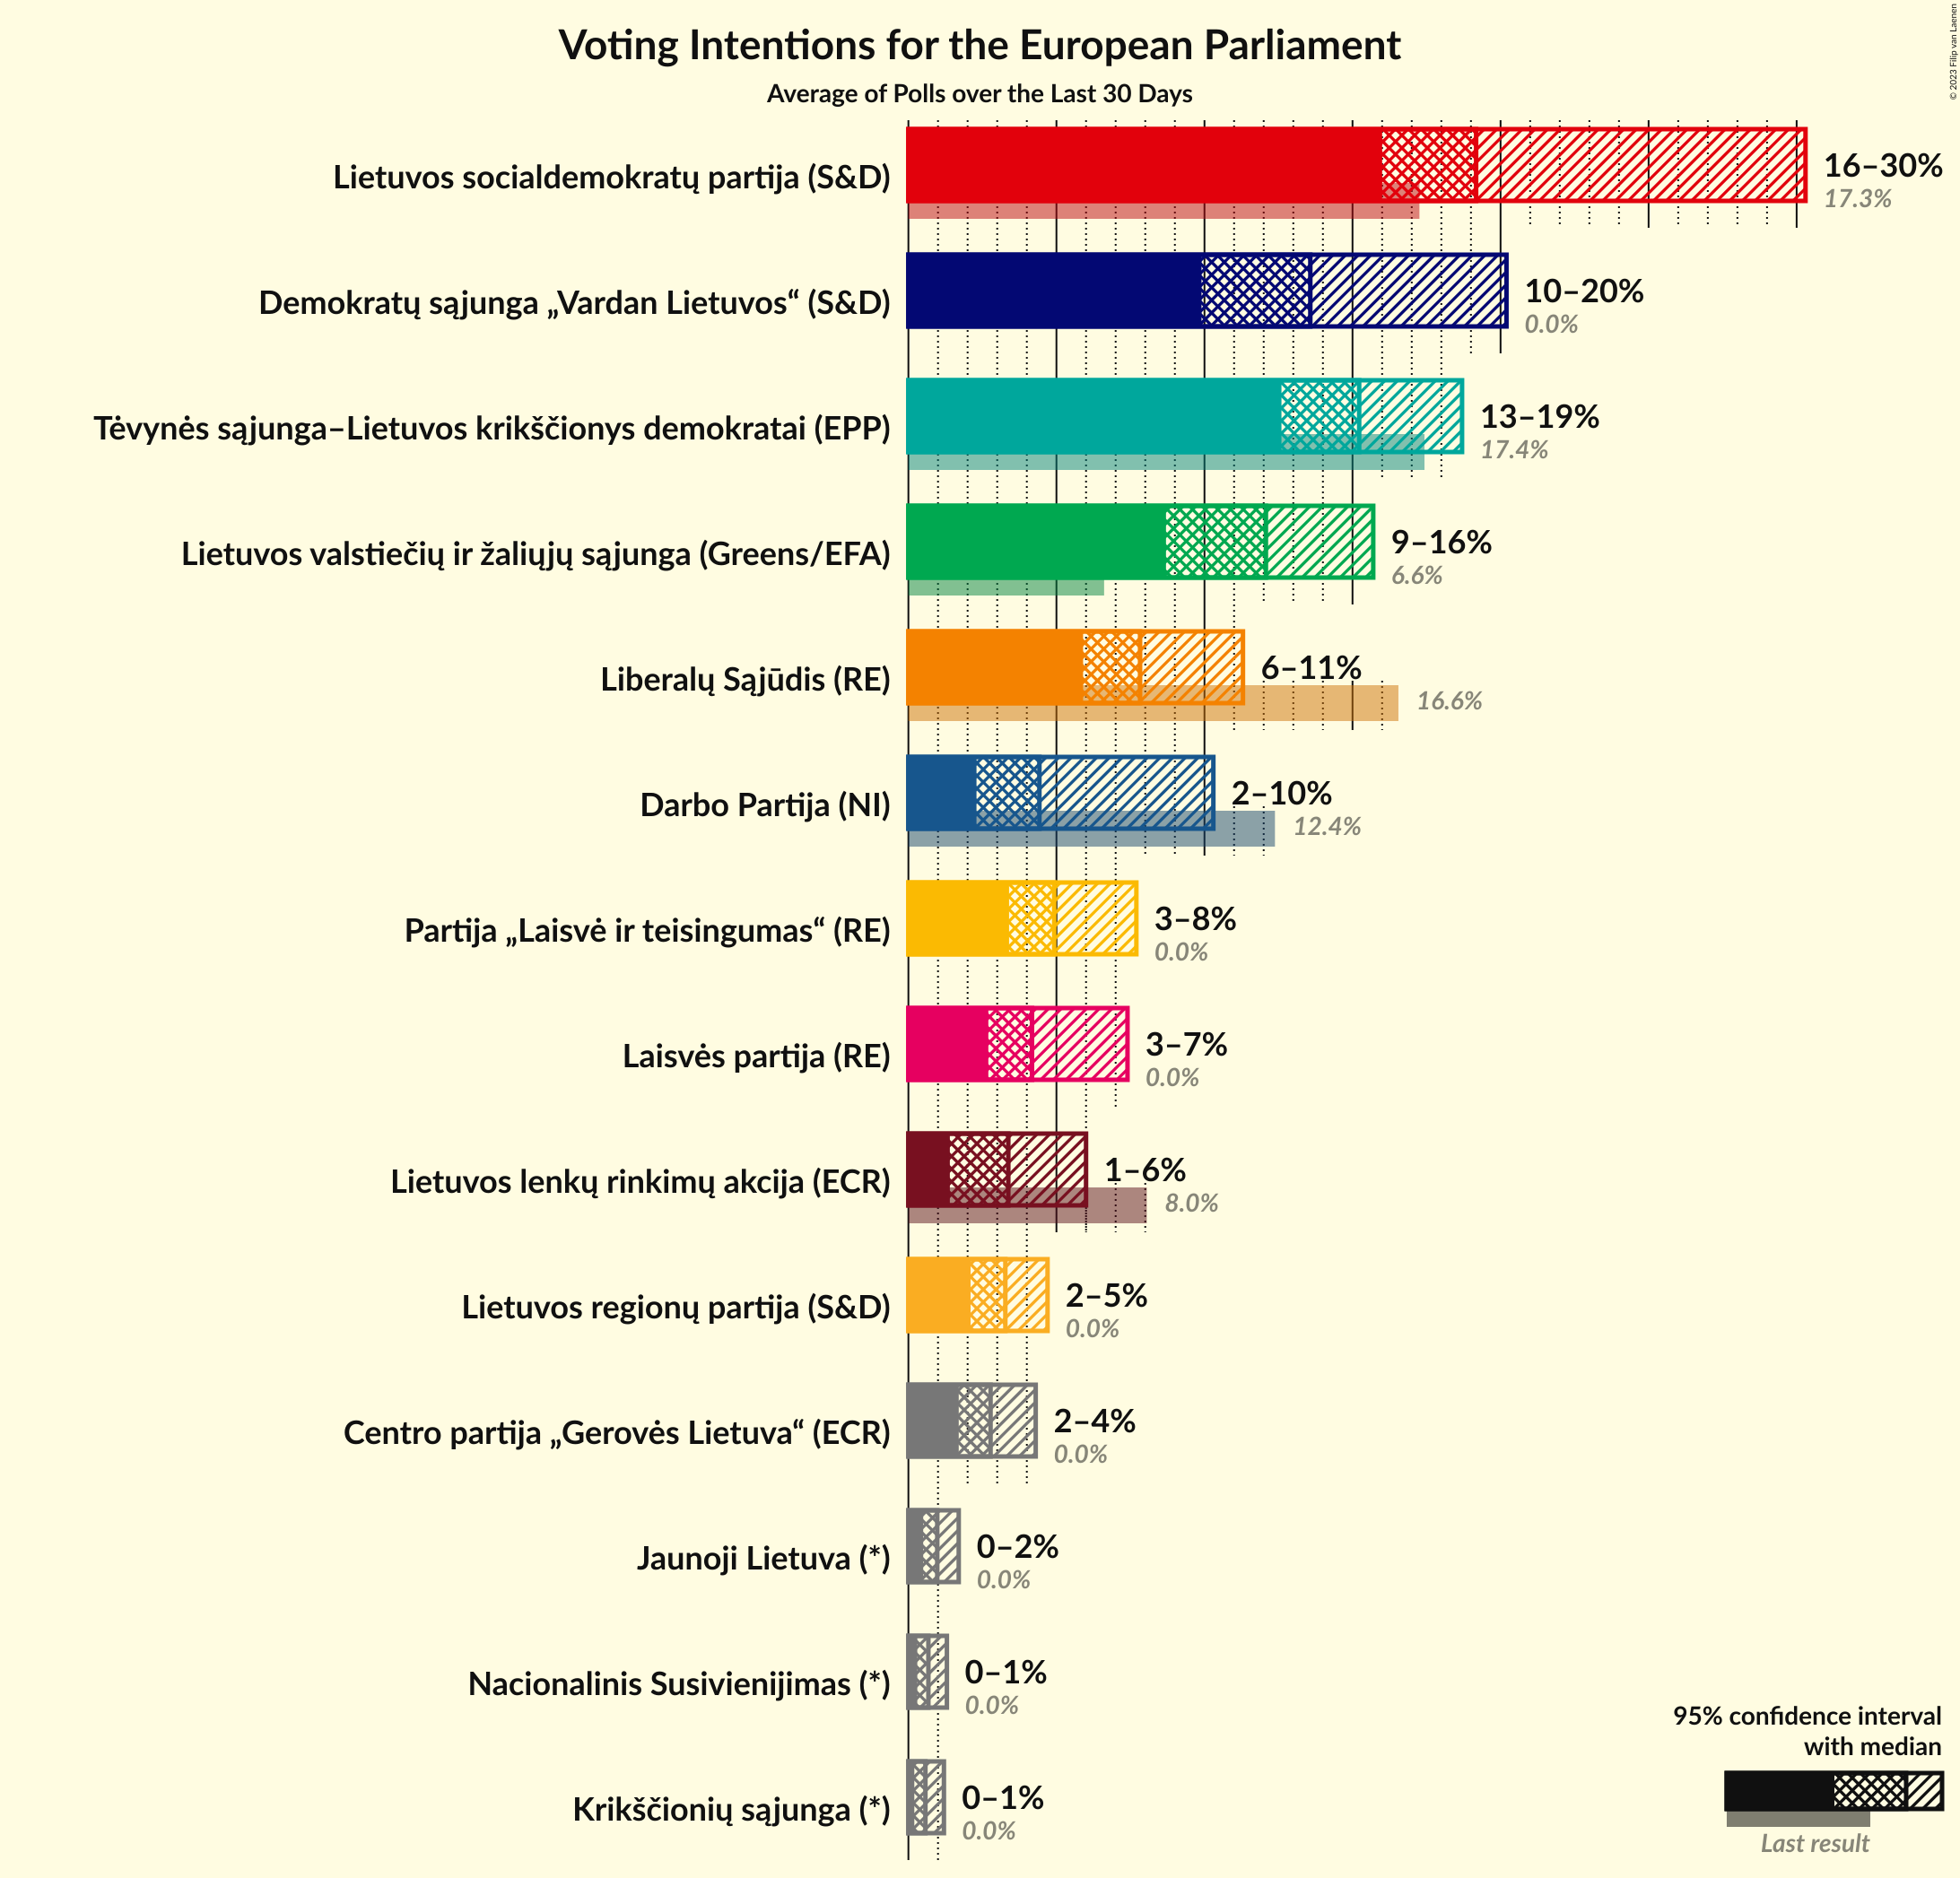 Voting Intentions for the European Parliament
Average of Polls over the Last 30 Days
© 2023 Filip van Laenen
Lietuvos socialdemokratų partija (S&D)
16–30%
17.3%
Demokratų sąjunga „Vardan Lietuvos“ (S&D)
10–20%
0.0%
Tėvynės sąjunga–Lietuvos krikščionys demokratai (EPP)
13–19%
17.4%
Lietuvos valstiečių ir žaliųjų sąjunga (Greens/EFA)
9–16%
6.6%
Liberalų Sąjūdis (RE)
6–11%
16.6%
Darbo Partija (NI)
2–10%
12.4%
Partija „Laisvė ir teisingumas“ (RE)
3–8%
0.0%
Laisvės partija (RE)
3–7%
0.0%
Lietuvos lenkų rinkimų akcija (ECR)
1–6%
8.0%
Lietuvos regionų partija (S&D)
2–5%
0.0%
Centro partija „Gerovės Lietuva“ (ECR)
2–4%
0.0%
Jaunoji Lietuva (*)
0–2%
0.0%
Nacionalinis Susivienijimas (*)
0–1%
0.0%
Krikščionių sąjunga (*)
0–1%
0.0%
95% confidence interval
with median
Last result